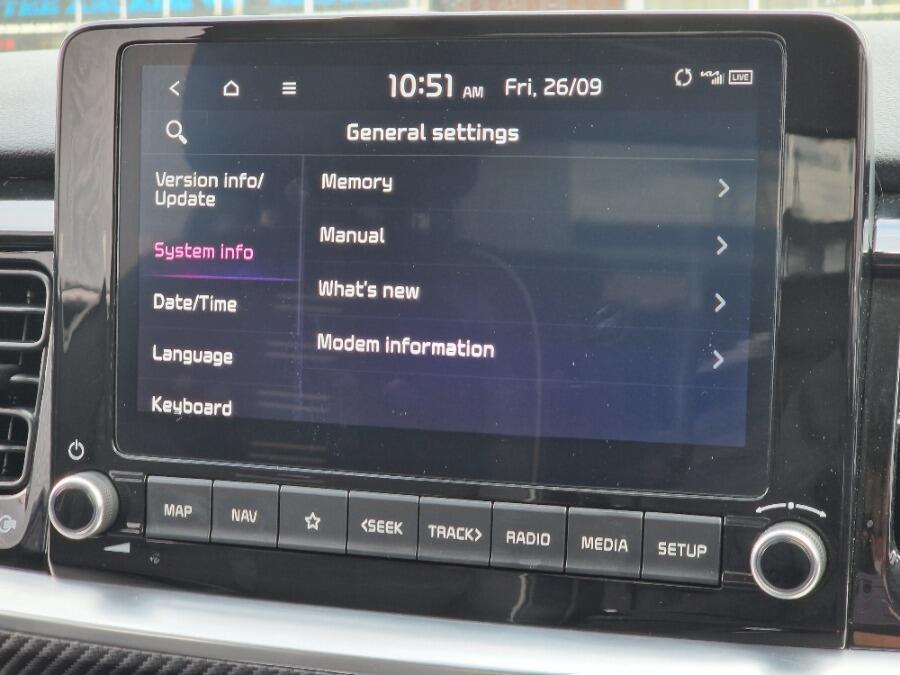 10:51 AM Fri, 26/09
LIVE
General settings
Version info/
Update
System info
Date/Time
Language
Keyboard
Memory
Manual
What's new
Modem information
MAP
NAV
<SEEK
TRACK>
RADIO
MEDIA
SETUP